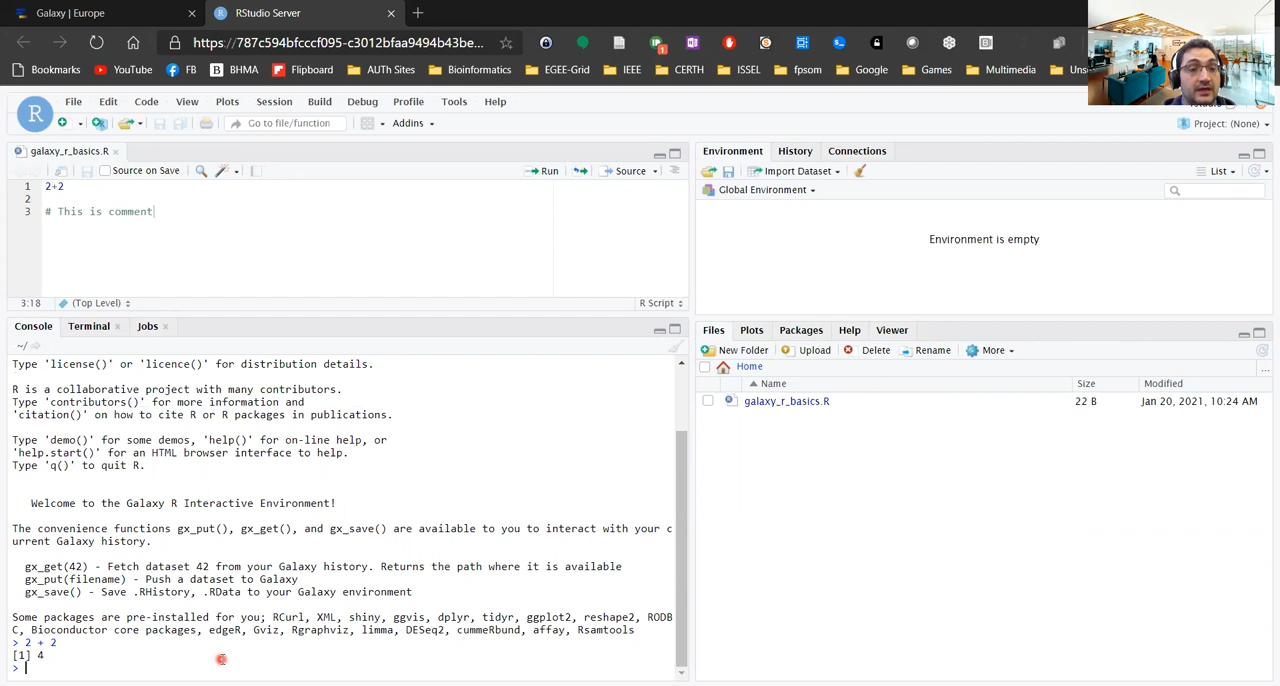 Galaxy | Europe
RStudio Server
https://787c594bfcccf095-c3012bfaa9494b43be...
Bookmarks YouTube FB BHMA Flipboard AUTh Sites Bioinformatics EGEE-Grid IEEE CERTH ISSEL fpsom Google Games Multimedia
File Edit Code View Plots Session Build Debug Profile Tools Help
Go to file/function Addins
Project: (None)
galaxy_r_basics.R
Source on Save Run Source
1 2+2
2
3 # This is comment
3:18 (Top Level) R Script
Console Terminal Jobs
~/
Type 'license()' or 'licence()' for distribution details.
R is a collaborative project with many contributors.
Type 'contributors()' for more information and
'citation()' on how to cite R or R packages in publications.
Type 'demo()' for some demos, 'help()' for on-line help, or
'help.start()' for an HTML browser interface to help.
Type 'q()' to quit R.
Welcome to the Galaxy R Interactive Environment!
The convenience functions gx_put(), gx_get(), and gx_save() are available to you to interact with your c
urrent Galaxy history.
gx_get(42) - Fetch dataset 42 from your Galaxy history. Returns the path where it is available
gx_put(filename) - Push a dataset to Galaxy
gx_save() - Save .RHistory, .RData to your Galaxy environment
Some packages are pre-installed for you; RCurl, XML, shiny, ggvis, dplyr, tidyr, ggplot2, reshape2, RODB
C, Bioconductor core packages, edgeR, Gviz, Rgraphviz, limma, DESeq2, cummeRbund, affay, Rsamtools
> 2 + 2
[1] 4
>
Environment History Connections
Import Dataset List
Global Environment
Environment is empty
Files Plots Packages Help Viewer
New Folder Upload Delete Rename More
Home
Name Size Modified
galaxy_r_basics.R 22 B Jan 20, 2021, 10:24 AM